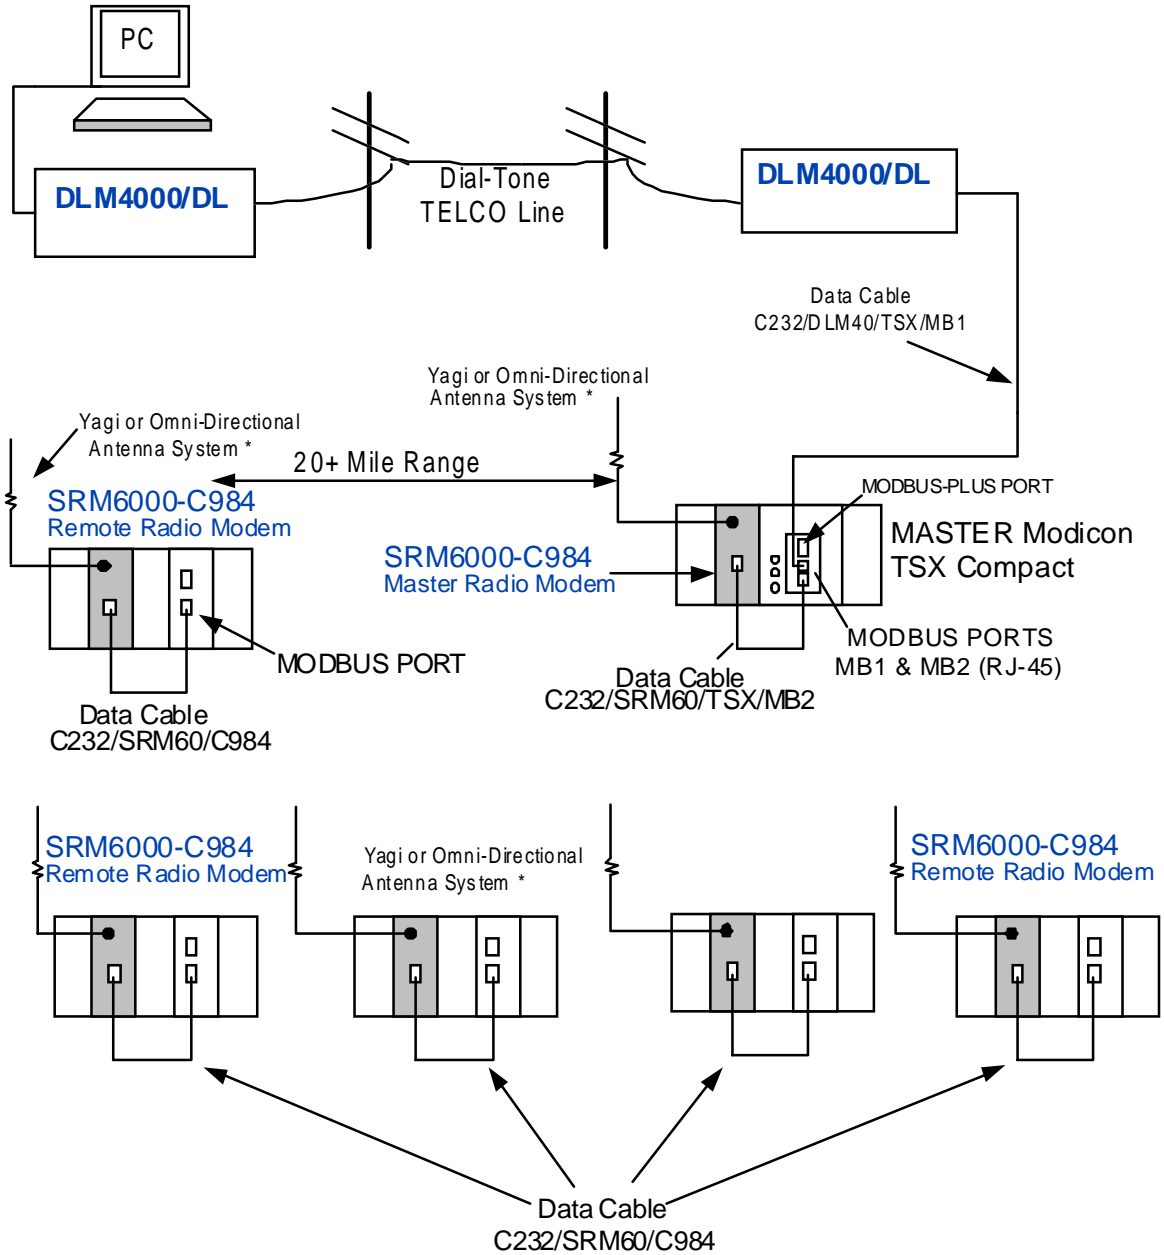 PC
DLM4000/DL
Dial-Tone
TELCO Line
DLM4000/DL
Data Cable
C232/DLM40/TSX/MB1
Yagi or Omni-Directional
Antenna System *
Yagi or Omni-Directional
Antenna System *
20+ Mile Range
SRM6000-C984
Remote Radio Modem
MODBUS-PLUS PORT
MASTER Modicon
TSX Compact
SRM6000-C984
Master Radio Modem
MODBUS PORTS
MB1 & MB2 (RJ-45)
MODBUS PORT
Data Cable
C232/SRM60/TSX/MB2
Data Cable
C232/SRM60/C984
SRM6000-C984
Remote Radio Modem
Yagi or Omni-Directional
Antenna System *
SRM6000-C984
Remote Radio Modem
Data Cable
C232/SRM60/C984